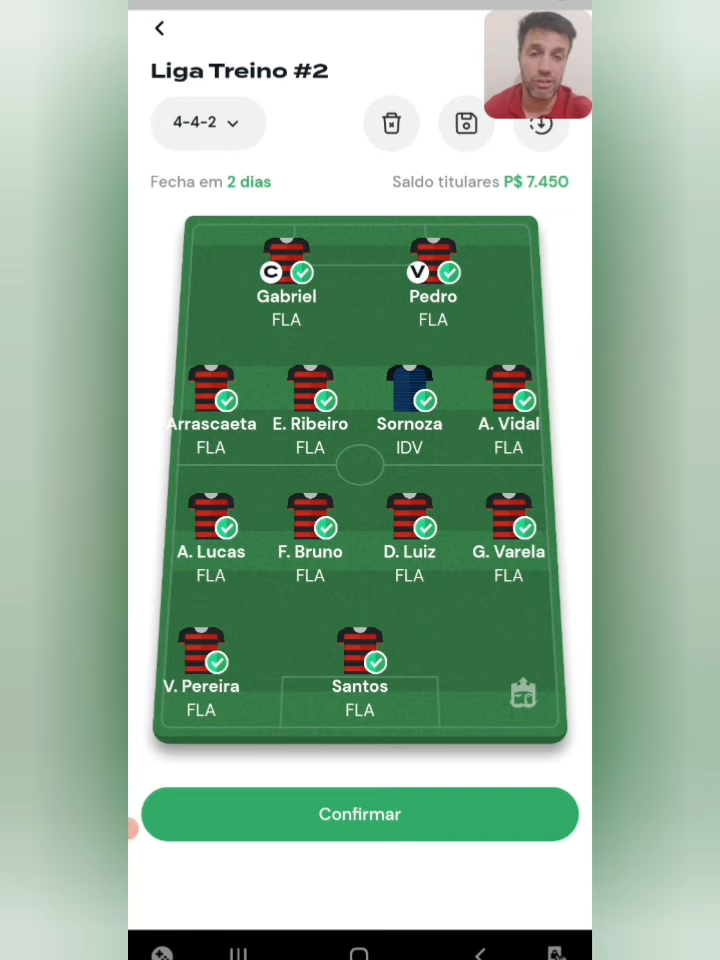 Liga Treino #2
4-4-2
Fecha em 2 dias
Saldo titulares P$ 7.450
C
V
Gabriel
Pedro
FLA
FLA
Arrascaeta
E. Ribeiro
Sornoza
A. Vidal
FLA
FLA
IDV
FLA
A. Lucas
F. Bruno
D. Luiz
G. Varela
FLA
FLA
FLA
FLA
V. Pereira
Santos
FLA
FLA
Confirmar